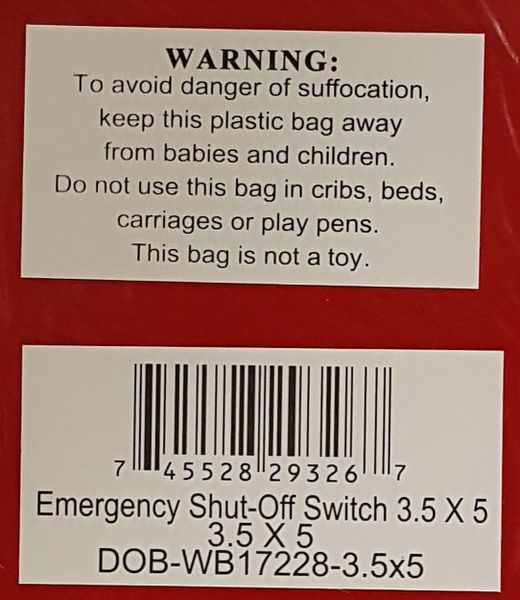 WARNING:
To avoid danger of suffocation,
keep this plastic bag away
from babies and children.
Do not use this bag in cribs, beds,
carriages or play pens.
This bag is not a toy.
7 45528 29326 7
Emergency Shut-Off Switch 3.5 X 5
3.5 X 5
DOB-WB17228-3.5x5